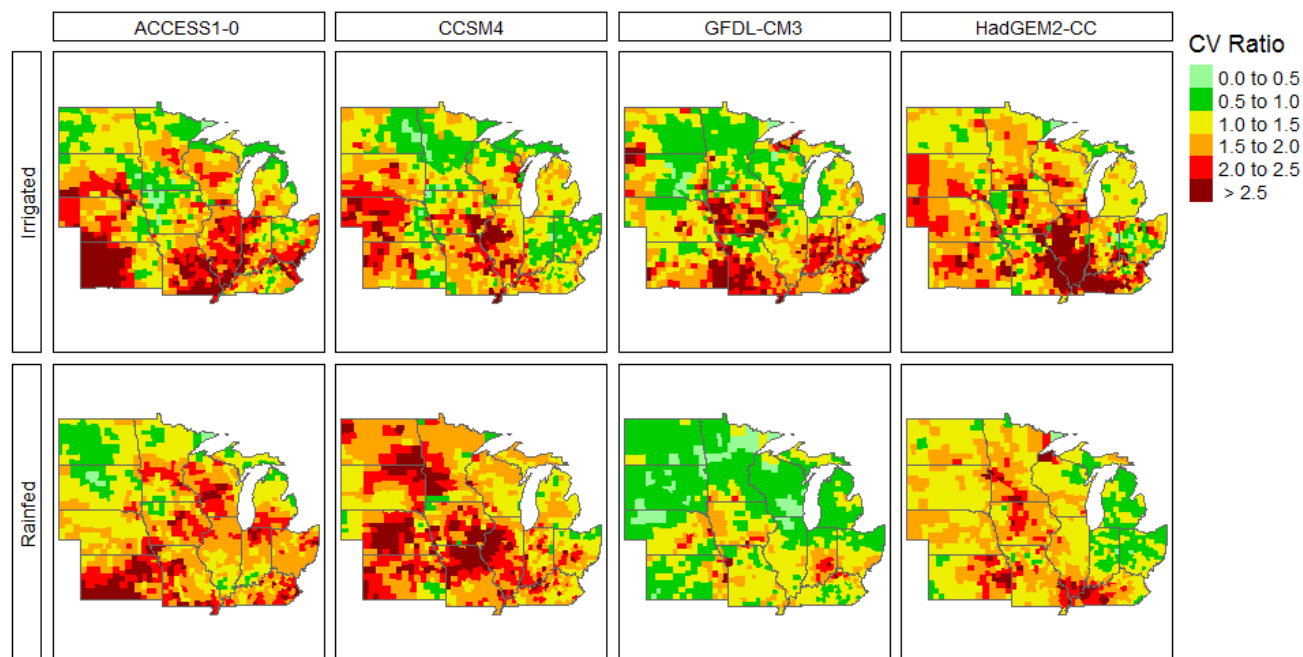 ACCESS1-0
CCSM4
GFDL-CM3
HadGEM2-CC
CV Ratio
0.0 to 0.5
0.5 to 1.0
1.0 to 1.5
1.5 to 2.0
2.0 to 2.5
> 2.5
Irrigated
Rainfed